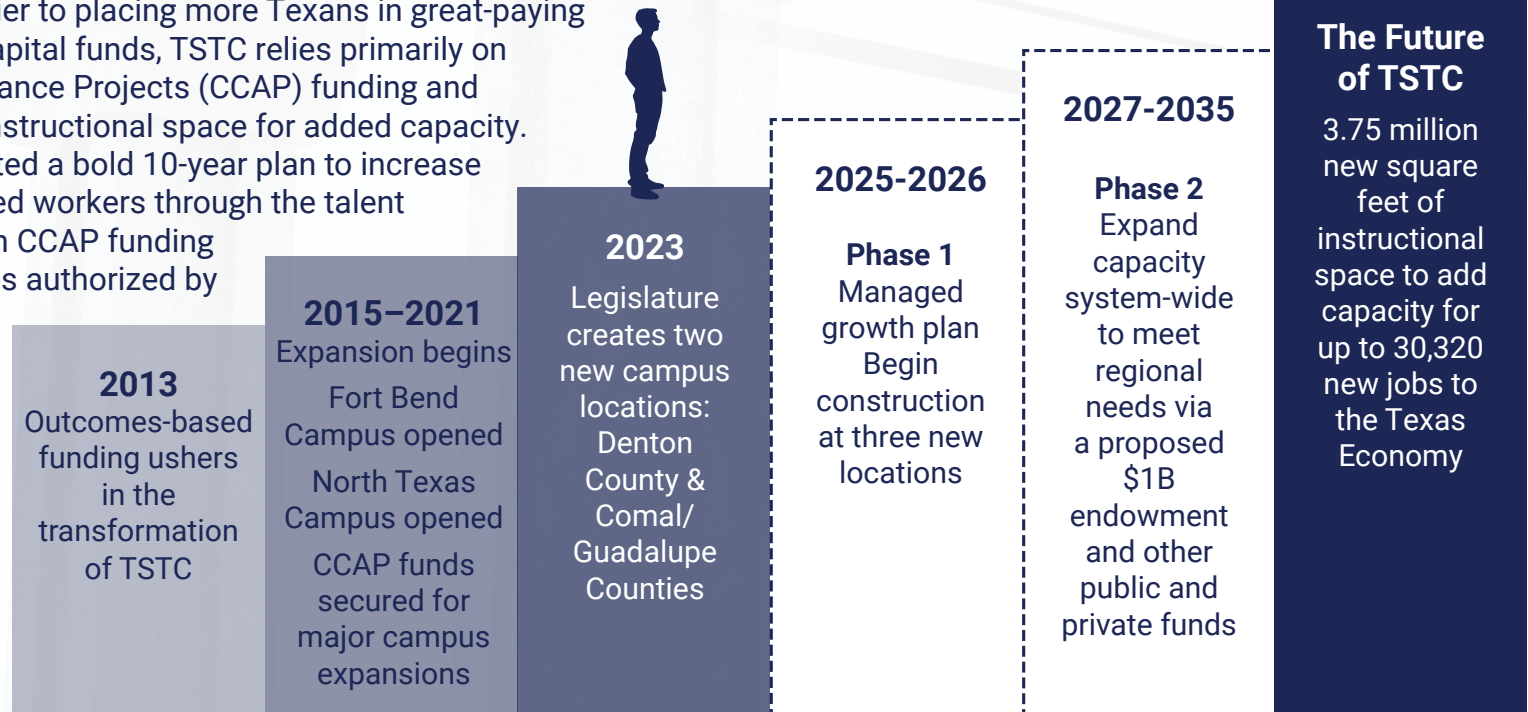 ier to placing more Texans in great-paying
apital funds, TSTC relies primarily on
ance Projects (CCAP) funding and
nstructional space for added capacity.
ted a bold 10-year plan to increase
ed workers through the talent
n CCAP funding
s authorized by
2013
Outcomes-based
funding ushers
in the
transformation
of TSTC
2015–2021
Expansion begins
Fort Bend
Campus opened
North Texas
Campus opened
CCAP funds
secured for
major campus
expansions
2023
Legislature
creates two
new campus
locations:
Denton
County &
Comal/
Guadalupe
Counties
2025-2026
Phase 1
Managed
growth plan
Begin
construction
at three new
locations
2027-2035
Phase 2
Expand
capacity
system-wide
to meet
regional
needs via
a proposed
$1B
endowment
and other
public and
private funds
The Future
of TSTC
3.75 million
new square
feet of
instructional
space to add
capacity for
up to 30,320
new jobs to
the Texas
Economy